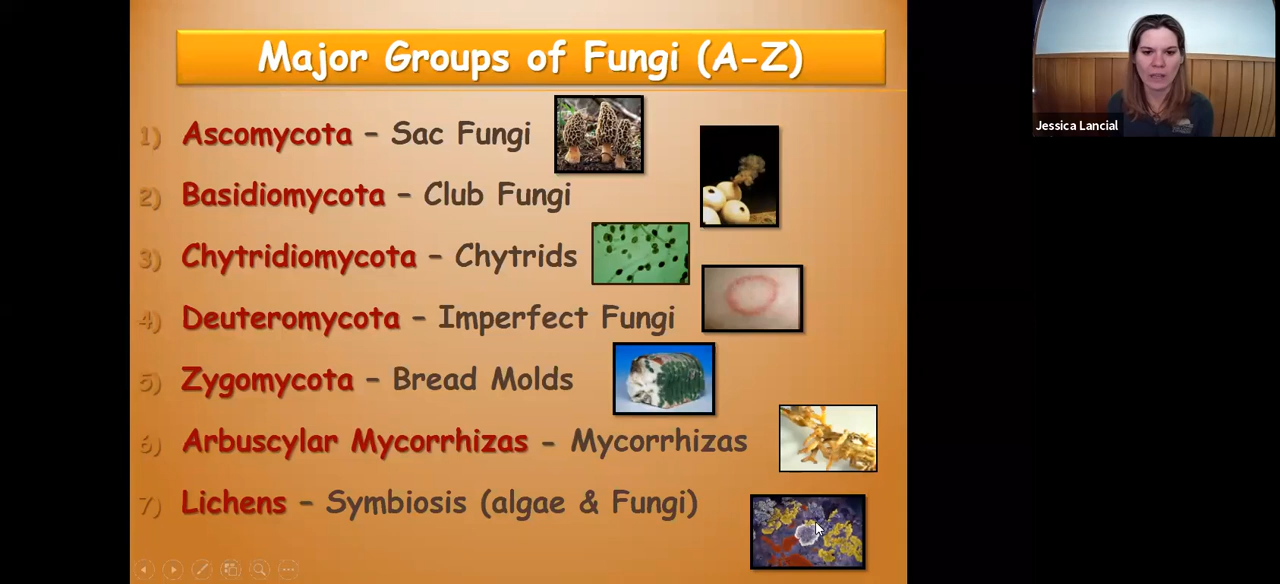 Major Groups of Fungi (A-Z)
1) Ascomycota – Sac Fungi
2) Basidiomycota – Club Fungi
3) Chytridiomycota – Chytrids
4) Deuteromycota – Imperfect Fungi
5) Zygomycota – Bread Molds
6) Arbuscylar Mycorrhizas – Mycorrhizas
7) Lichens – Symbiosis (algae & Fungi)
Jessica Lancial